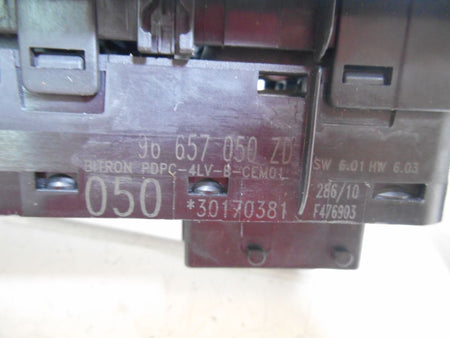 96 657 050 ZD
BITRON PDPC-4LV-B-CEM01 SW 6.01 HW 6.03
050 *30170381 286/10
F476903